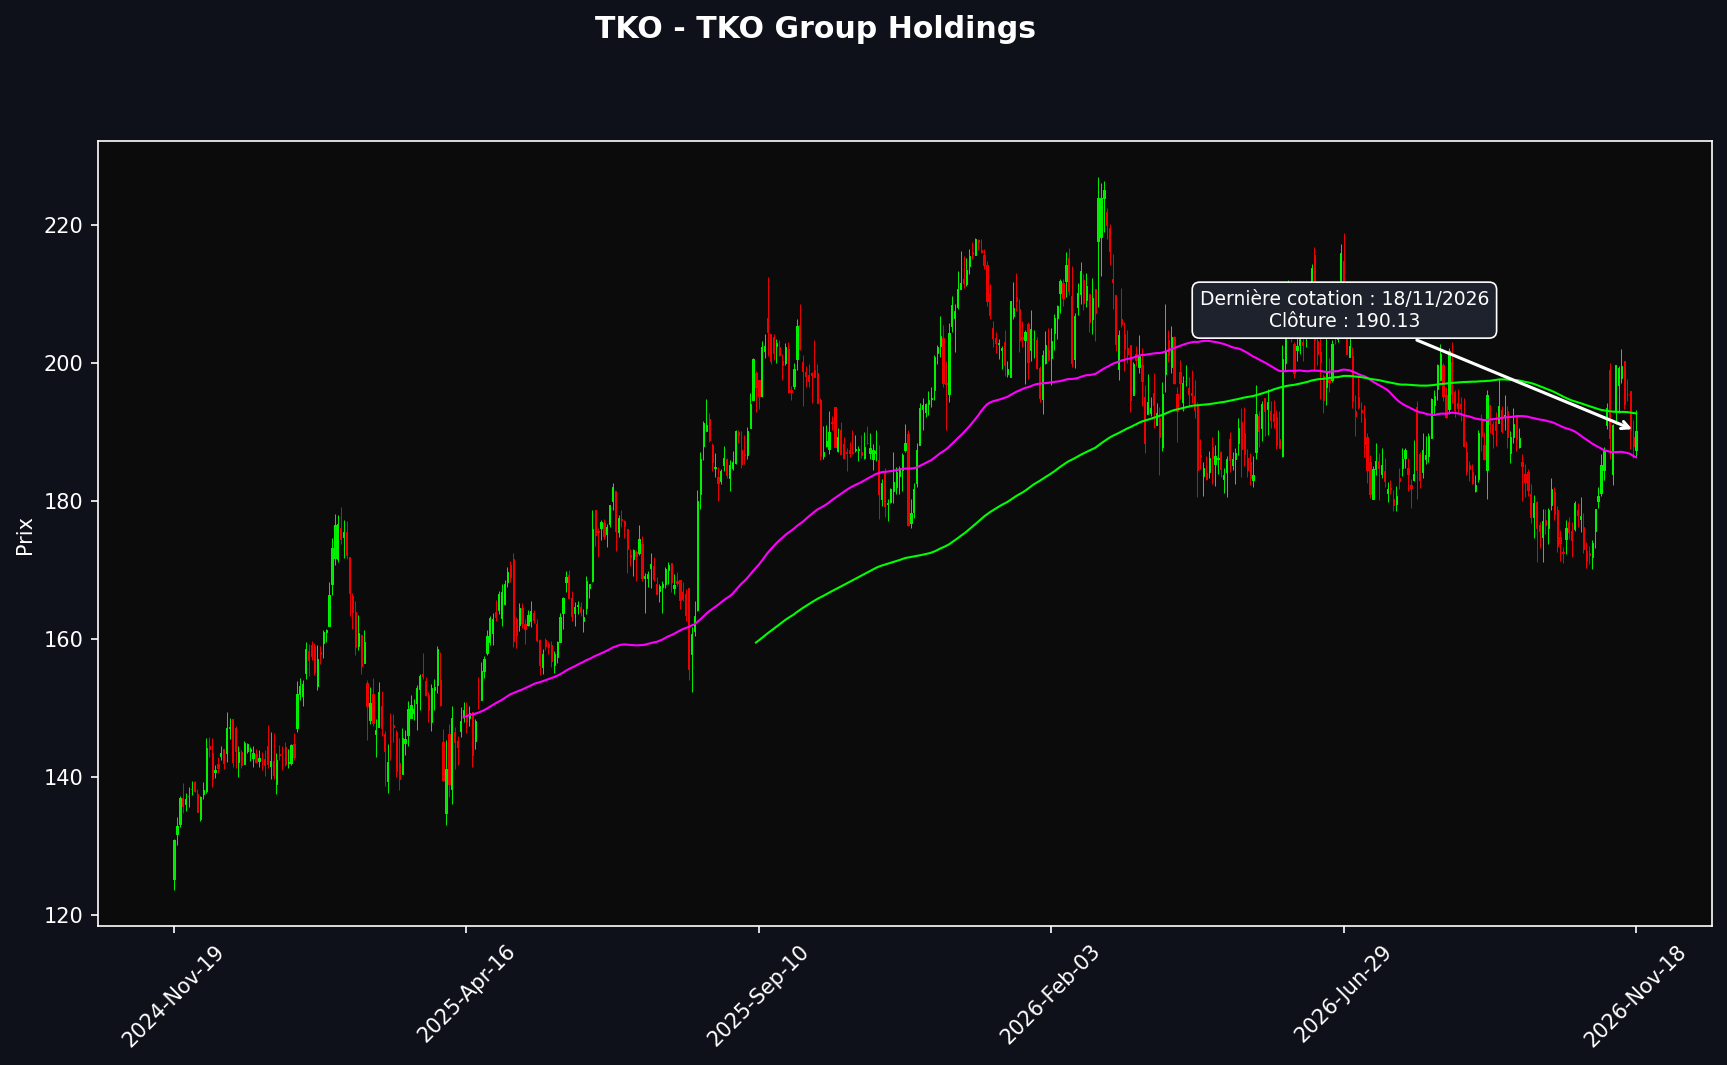 TKO - TKO Group Holdings
Dernière cotation : 18/11/2026
Clôture : 190.13
Prix
220
200
180
160
140
120
2024-Nov-19
2025-Apr-16
2025-Sep-10
2026-Feb-03
2026-Jun-29
2026-Nov-18